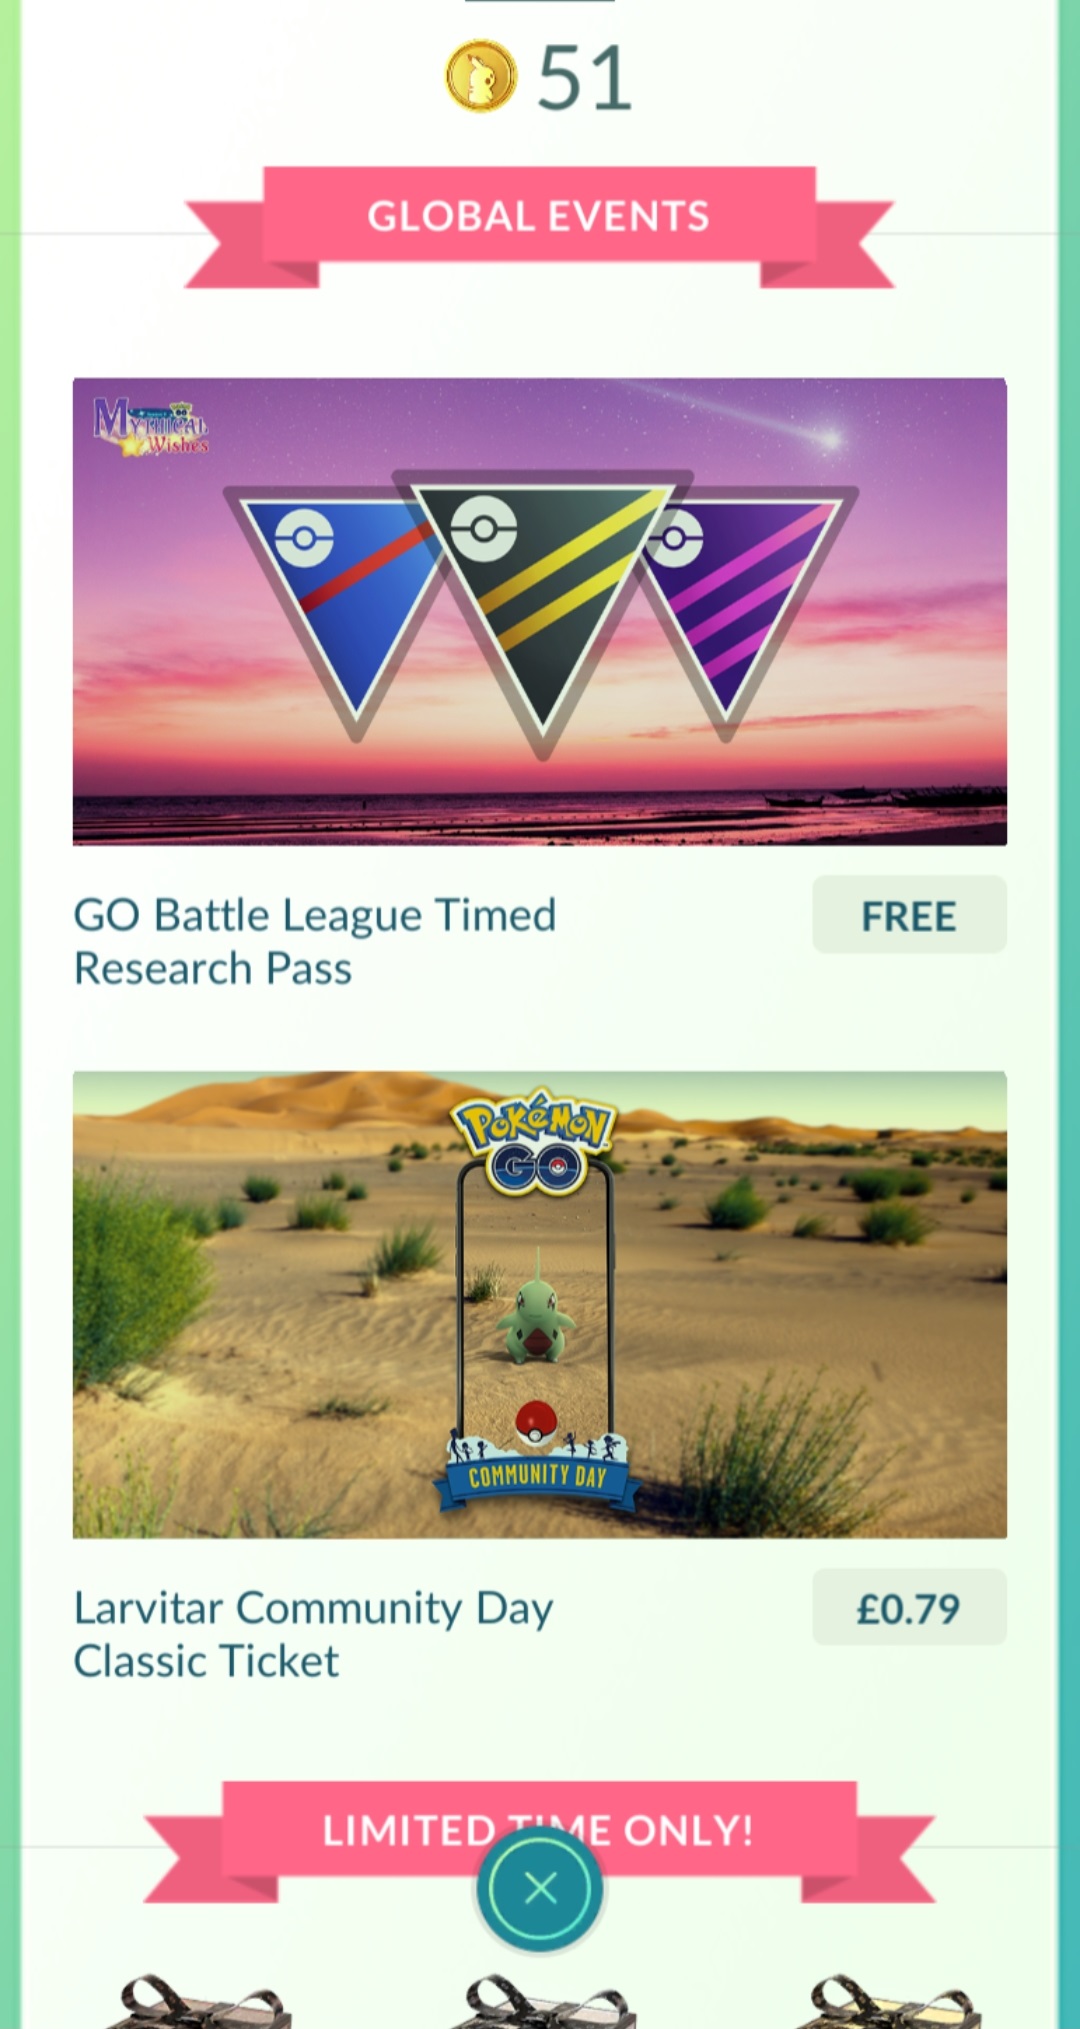 51
GLOBAL EVENTS
MYTHICAL
Wishes
GO Battle League Timed
Research Pass
FREE
POKéMON
GO
COMMUNITY DAY
Larvitar Community Day
Classic Ticket
£0.79
LIMITED TIME ONLY!